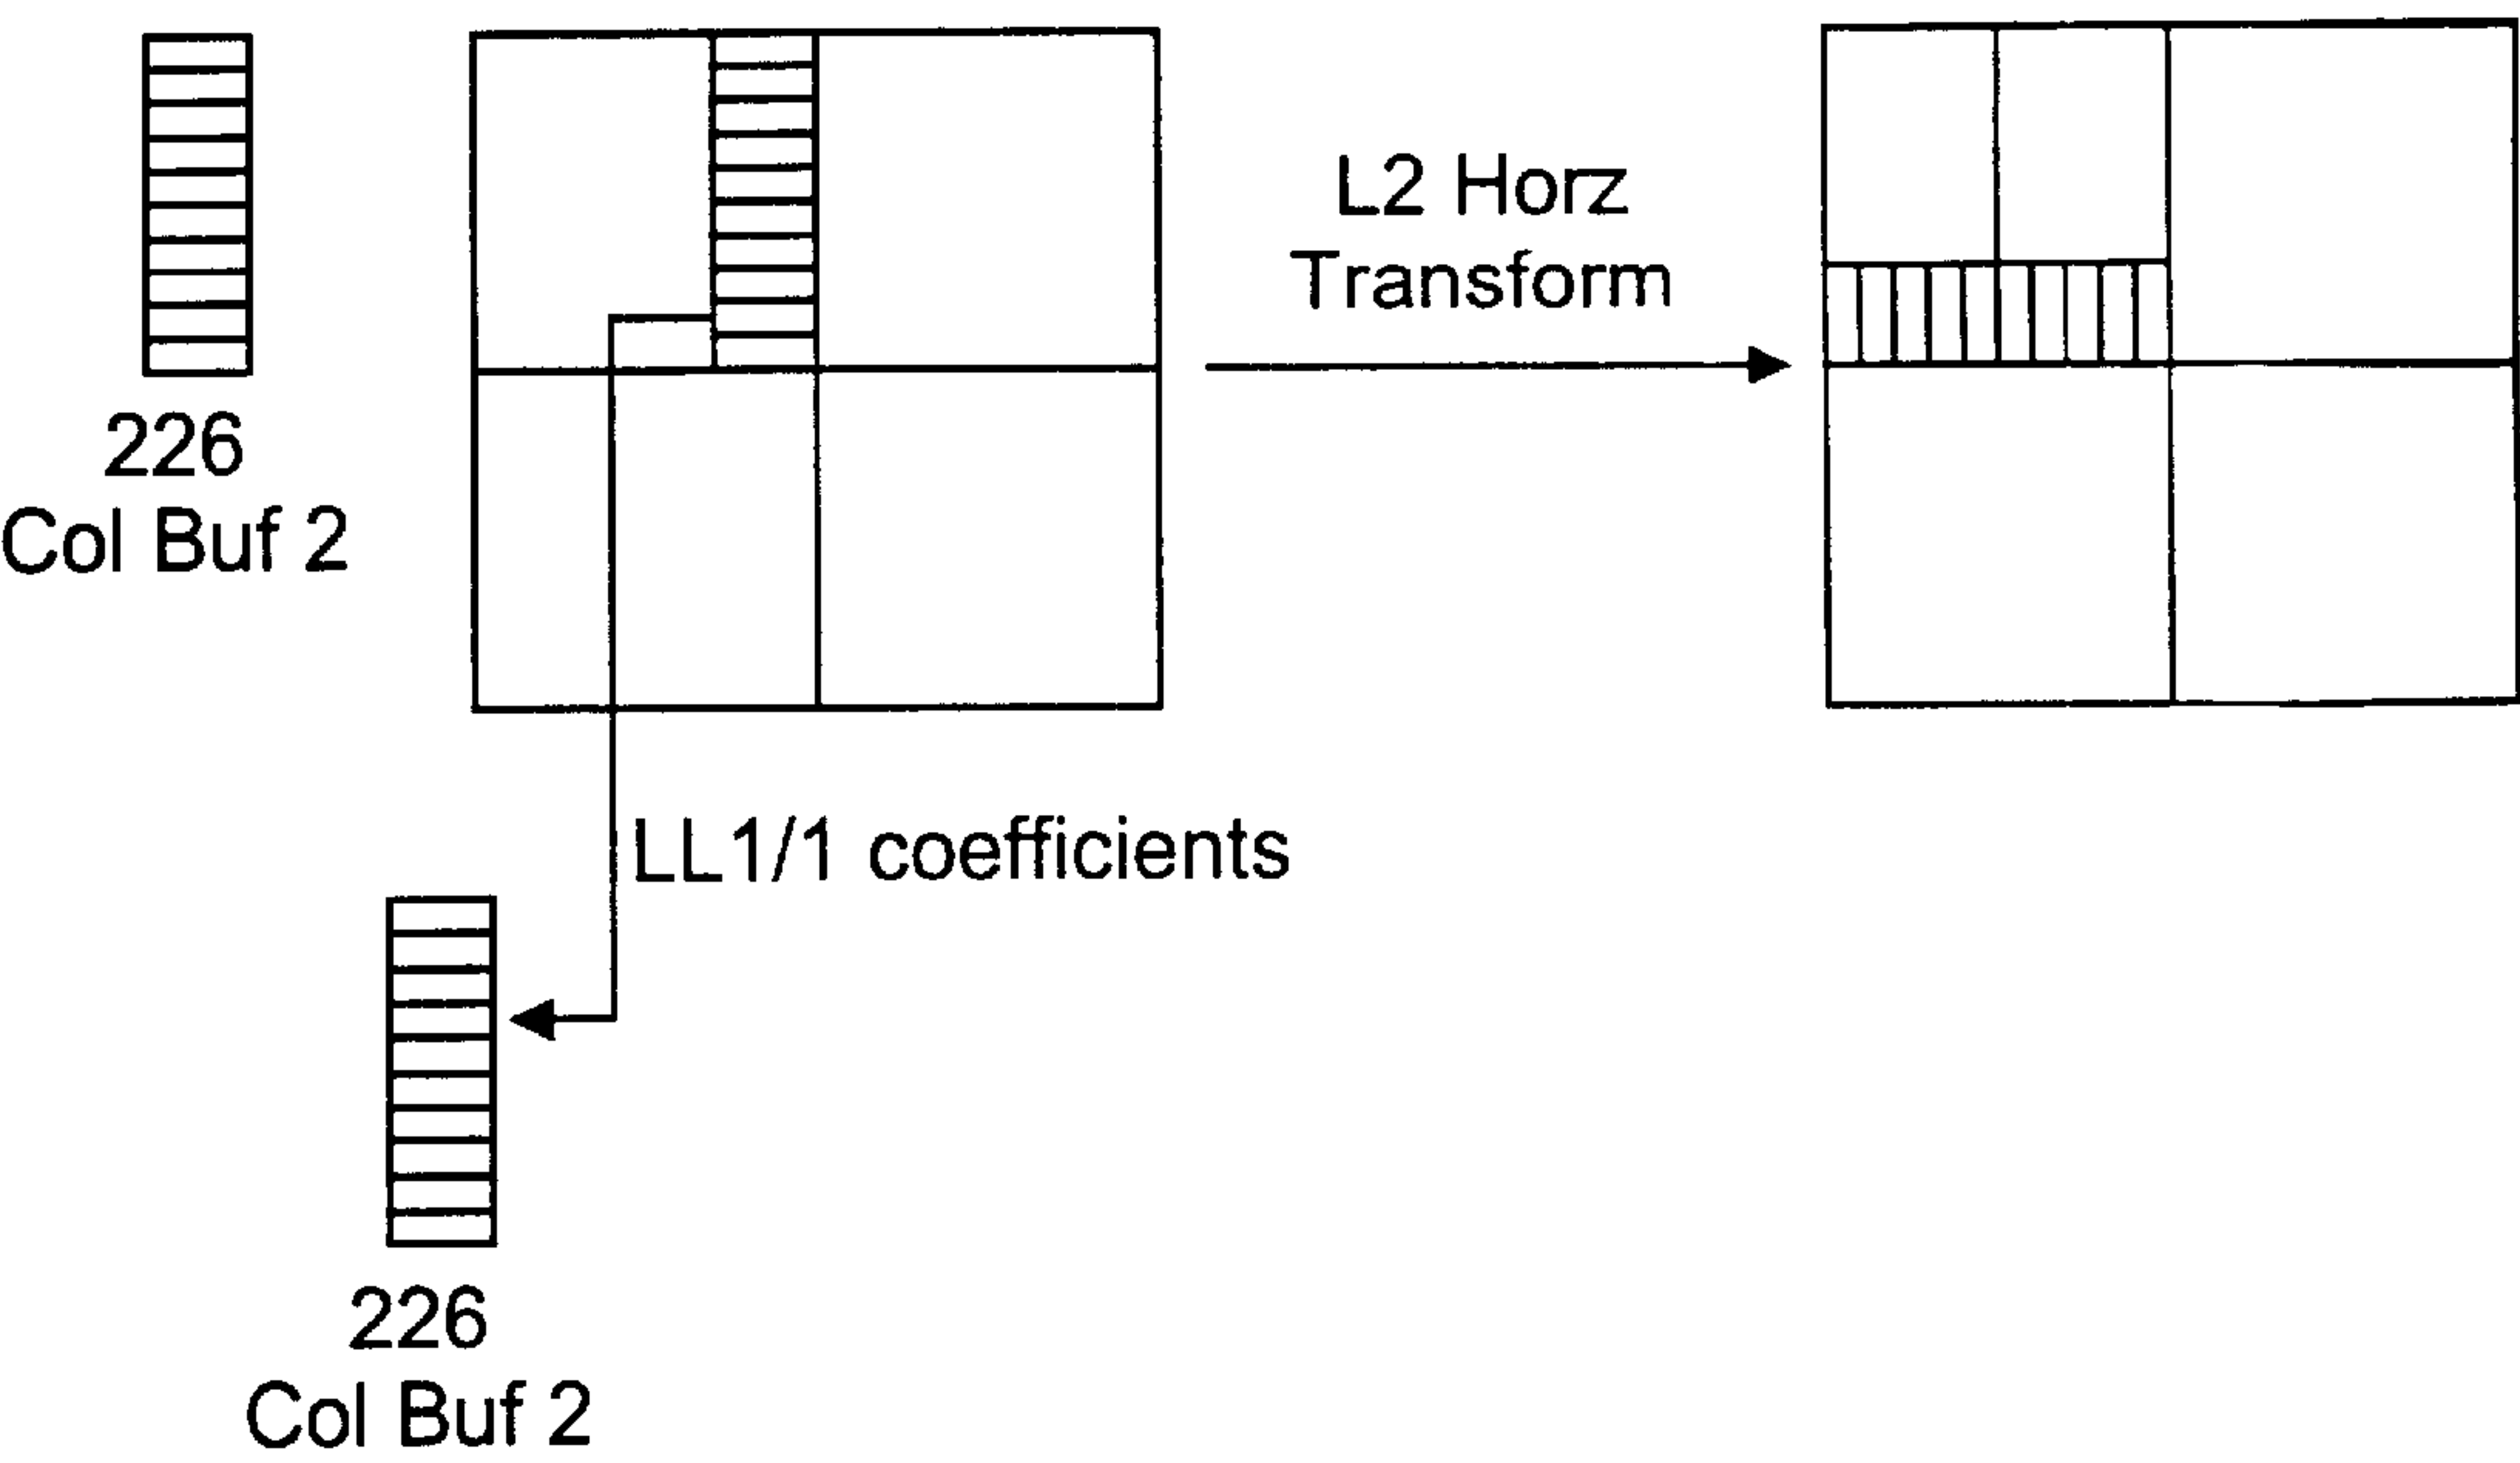 L2 Horz
Transform
226
Col Buf 2
LL1/1 coefficients
226
Col Buf 2